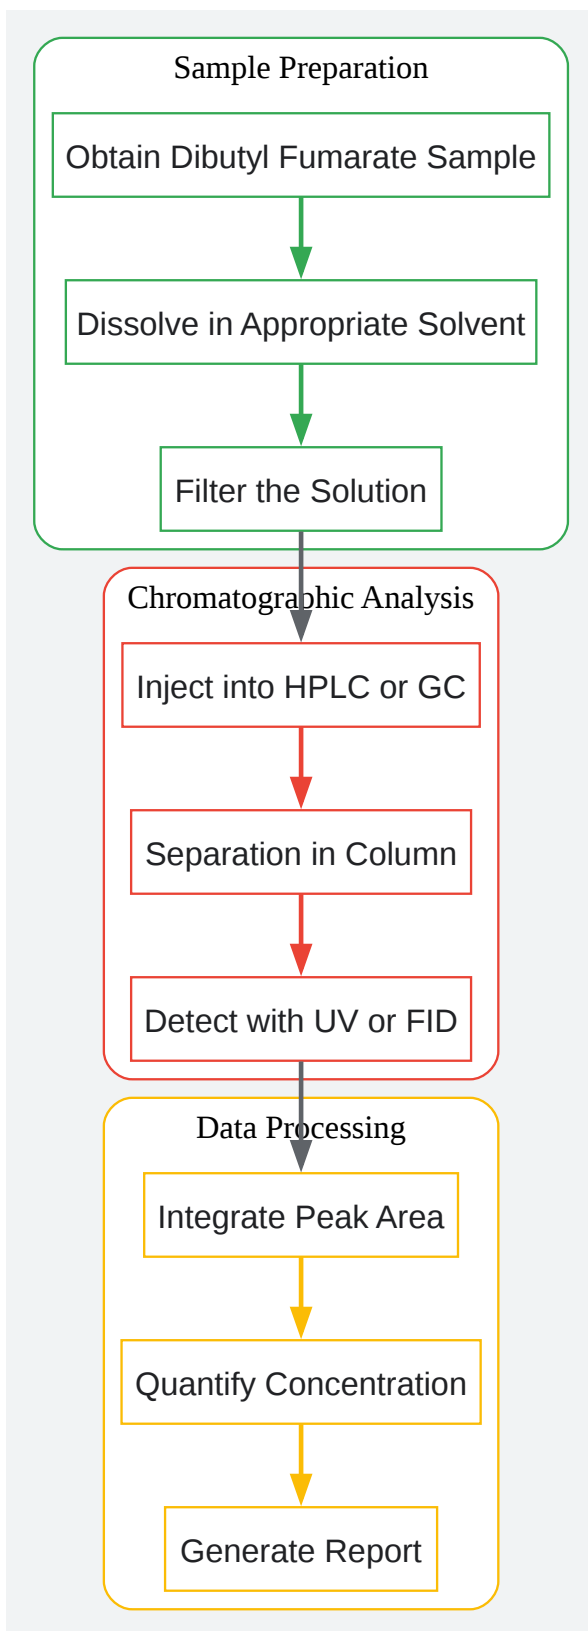 Sample Preparation
Obtain Dibutyl Fumarate Sample
Dissolve in Appropriate Solvent
Filter the Solution
Chromatographic Analysis
Inject into HPLC or GC
Separation in Column
Detect with UV or FID
Data Processing
Integrate Peak Area
Quantify Concentration
Generate Report